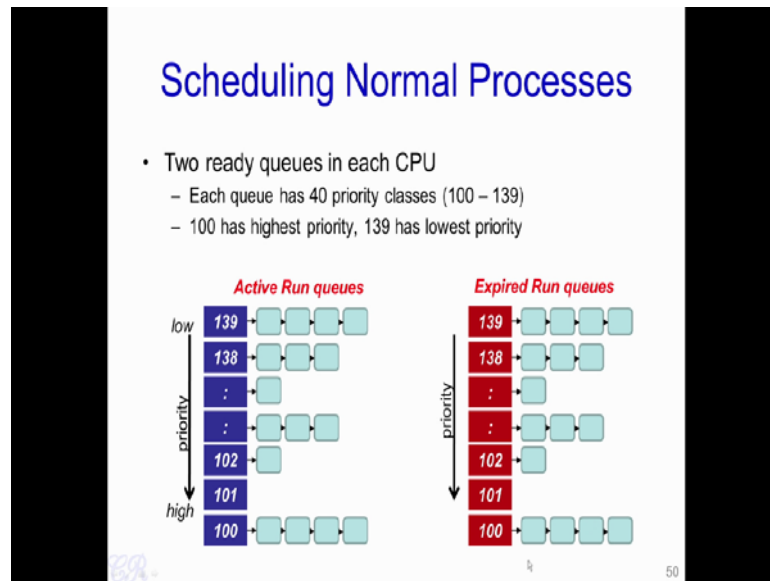 Scheduling Normal Processes
• Two ready queues in each CPU
– Each queue has 40 priority classes (100 – 139)
– 100 has highest priority, 139 has lowest priority
Active Run queues
low
139
138
:
:
102
101
100
priority
high
Expired Run queues
139
138
:
:
102
101
100
priority
50